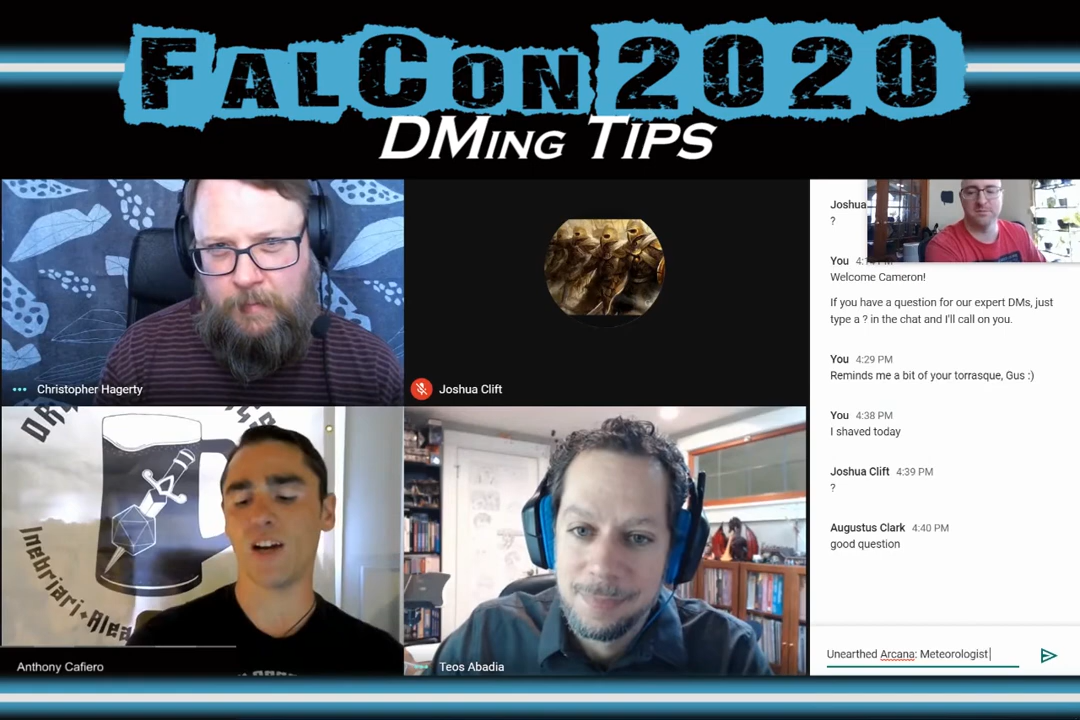 FALCON 2020
DMING TIPS
Joshua
?
You
Welcome Cameron!
If you have a question for our expert DMs, just
type a ? in the chat and I'll call on you.
You 4:29 PM
Reminds me a bit of your torrasque, Gus :)
You 4:38 PM
I shaved today
Joshua Clift 4:39 PM
?
Augustus Clark 4:40 PM
good question
Unearthed Arcana: Meteorologist
Christopher Hagerty
Joshua Clift
Inebriari
Anthony Cafiero
Teos Abadia